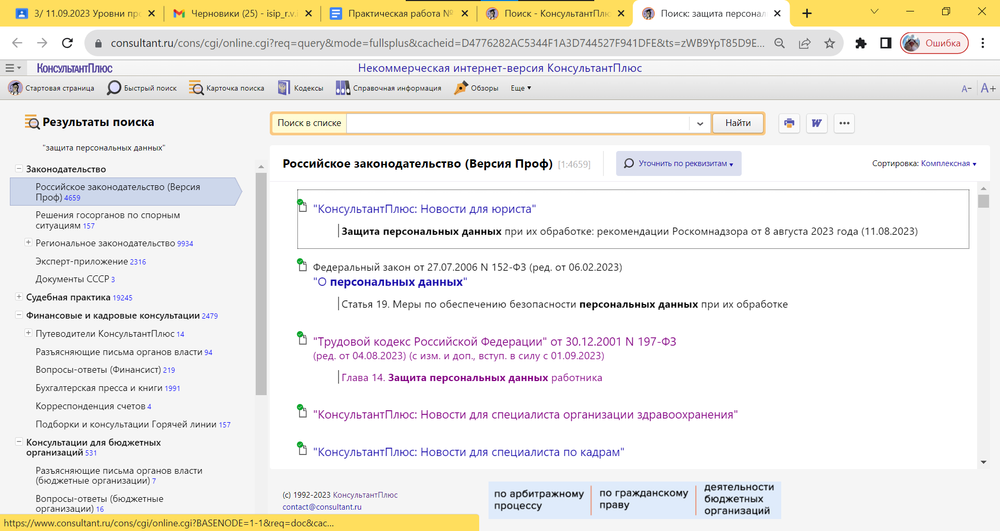 3/ 11.09.2023 Уровни пр
Черновики (25) - isip_r.v.i
Практическая работа №
Поиск - КонсультантПлю
Поиск: защита персонал
consultant.ru/cons/cgi/online.cgi?req=query&mode=fullsplus&cacheid=D4776282AC5344F1A3D744527F941DFE&ts=zWB9YpT85D9E...
Ошибка
КонсультантПлюс
Некоммерческая интернет-версия КонсультантПлюс
Стартовая страница
Быстрый поиск
Карточка поиска
Кодексы
Справочная информация
Обзоры
Еще
А-
А+
Результаты поиска
"защита персональных данных"
Законодательство
Российское законодательство (Версия
Проф) 4659
Решения госорганов по спорным
ситуациям 157
Региональное законодательство 9934
Эксперт-приложение 2316
Документы СССР 3
Судебная практика 19245
Финансовые и кадровые консультации 2479
Путеводители КонсультантПлюс 14
Разъясняющие письма органов власти 94
Вопросы-ответы (Финансист) 219
Бухгалтерская пресса и книги 1991
Корреспонденция счетов 4
Подборки и консультации Горячей линии 157
Консультации для бюджетных
организаций 531
Разъясняющие письма органов власти
(бюджетные организации) 7
Вопросы-ответы (бюджетные
организации) 16
Поиск в списке
Найти
W
Российское законодательство (Версия Проф) [1:4659]
Уточнить по реквизитам
Сортировка: Комплексная
"КонсультантПлюс: Новости для юриста"
Защита персональных данных при их обработке: рекомендации Роскомнадзора от 8 августа 2023 года (11.08.2023)
Федеральный закон от 27.07.2006 N 152-ФЗ (ред. от 06.02.2023)
"О персональных данных"
Статья 19. Меры по обеспечению безопасности персональных данных при их обработке
"Трудовой кодекс Российской Федерации" от 30.12.2001 N 197-ФЗ
(ред. от 04.08.2023) (с изм. и доп., вступ. в силу с 01.09.2023)
Глава 14. Защита персональных данных работника
"КонсультантПлюс: Новости для специалиста организации здравоохранения"
"КонсультантПлюс: Новости для специалиста по кадрам"
(c) 1992-2023 КонсультантПлюс
contact@consultant.ru
по арбитражному
процессу
по гражданскому
праву
деятельности
бюджетных
организаций
https://www.consultant.ru/cons/cgi/online.cgi?BASENODE=1-1&req=doc&cac...